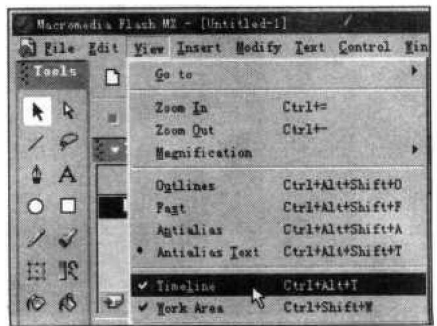 Macromedia Flash MX - [Untitled-1]
File Edit View Insert Modify Text Control Win
Tools
Go to
Zoom In Ctrl+=
Zoom Out Ctrl+-
Magnification
Outlines Ctrl+Alt+Shift+O
Fast Ctrl+Alt+Shift+F
Antialias Ctrl+Alt+Shift+A
Antialias Text Ctrl+Alt+Shift+T
Timeline Ctrl+Alt+T
Work Area Ctrl+Shift+W